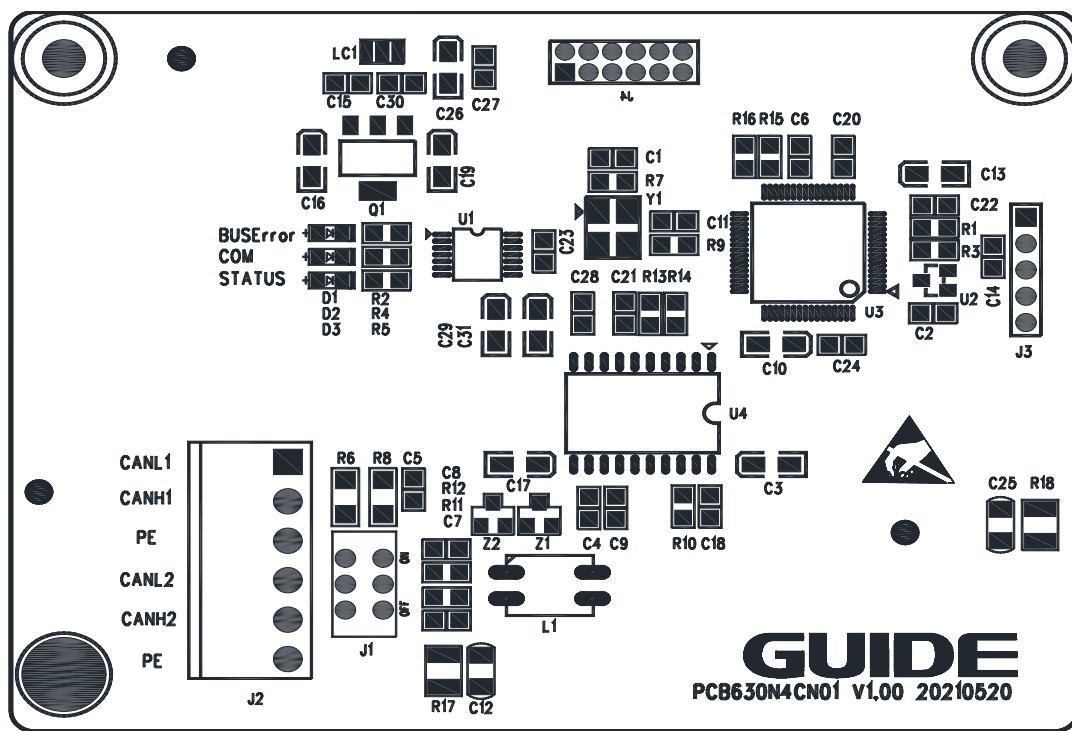 LC1
C15 C30
C26
C27
C16
C19
Q1
BUSError
COM
STATUS
D1 R2
D2 R4
D3 R5
U1
C23
C29
C31
C1
R7
Y1
C11
R9
C28 C21 R13 R14
R16 R15 C6 C20
C13
C22
R1
R3
C14
U2
C2
J3
U3
C10
C24
U4
C3
C17
CANL1
CANH1
PE
CANL2
CANH2
PE
J2
R6 R8 C5
C8
R12
R11
C7
Z2 Z1
C4 C9
R10 C18
ON
OFF
J1
L1
R17 C12
C25 R18
GUIDE
PCB630N4CN01 V1.00 20210520